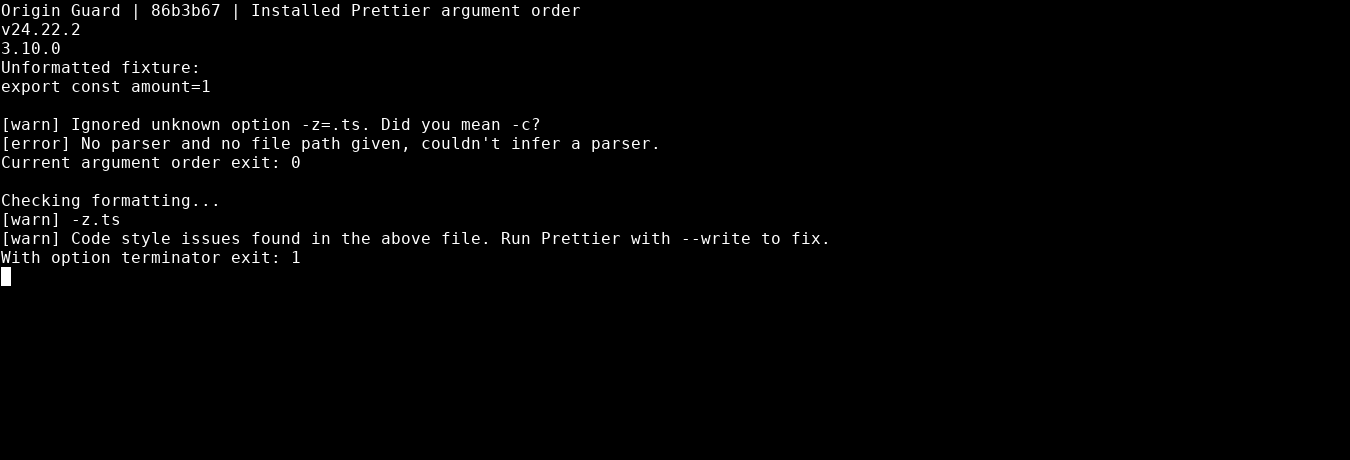 Origin Guard | 86b3b67 | Installed Prettier argument order
v24.22.2
3.10.0
Unformatted fixture:
export const amount=1
[warn] Ignored unknown option -z=.ts. Did you mean -c?
[error] No parser and no file path given, couldn't infer a parser.
Current argument order exit: 0
Checking formatting...
[warn] -z.ts
[warn] Code style issues found in the above file. Run Prettier with --write to fix.
With option terminator exit: 1